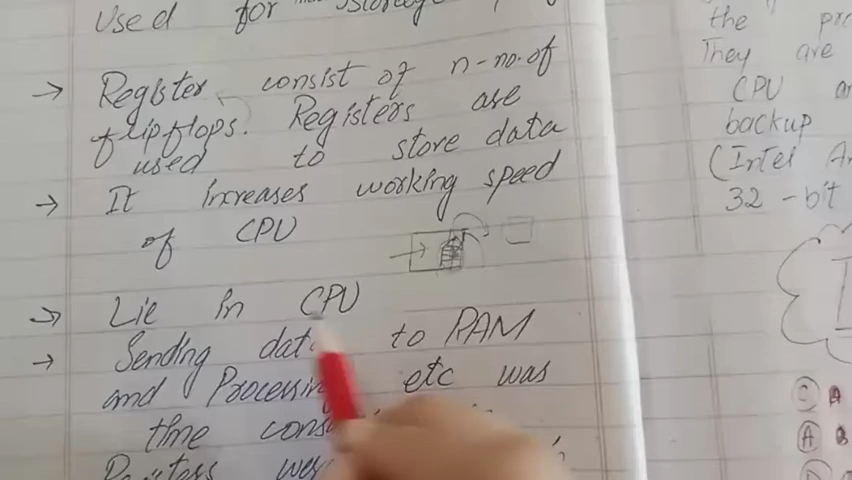 Used for storage
→ Register consist of n-no. of
flipflops. Registers are
used to store data
→ It increases working speed
of CPU
→ Lie in CPU
→ Sending data to RAM
and Processing etc was
time
Registers
the
They are
CPU
backup
(Intel
32-bit
C A
A B